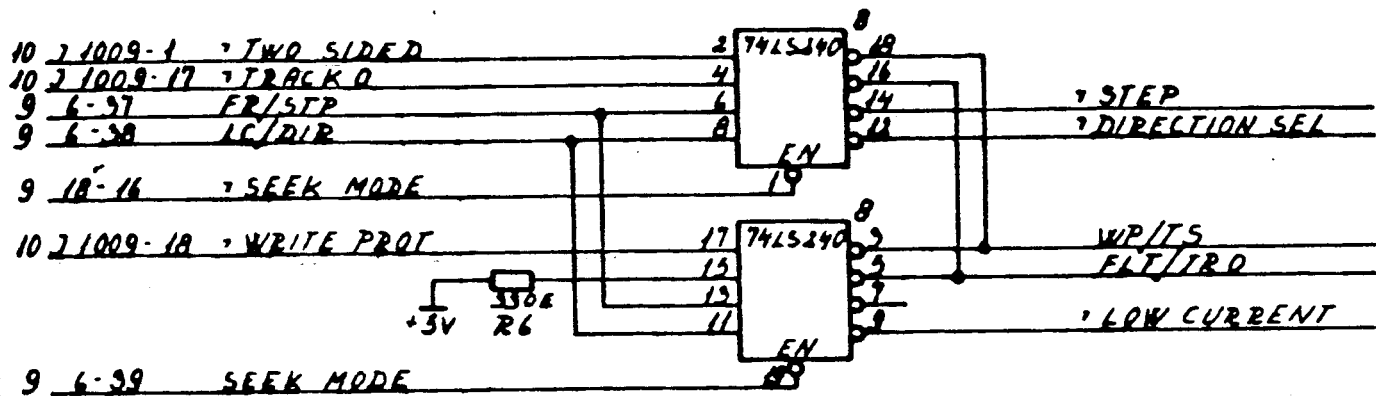 8
10 J1009-1 'TWO SIDED 2 74LS240 18
10 J1009-17 'TRACK 0 4 16
9 6-37 FR/STP 6 14 'STEP
9 6-38 LC/DIR 8 12 'DIRECTION SEL
EN
9 18-16 'SEEK MODE 1
8
10 J1009-18 'WRITE PROT 17 74LS240 3 WP/TS
15 5 FLT/TRO
330E 13 7
+5V R6 11 9 'LOW CURRENT
EN
9 6-39 SEEK MODE 19